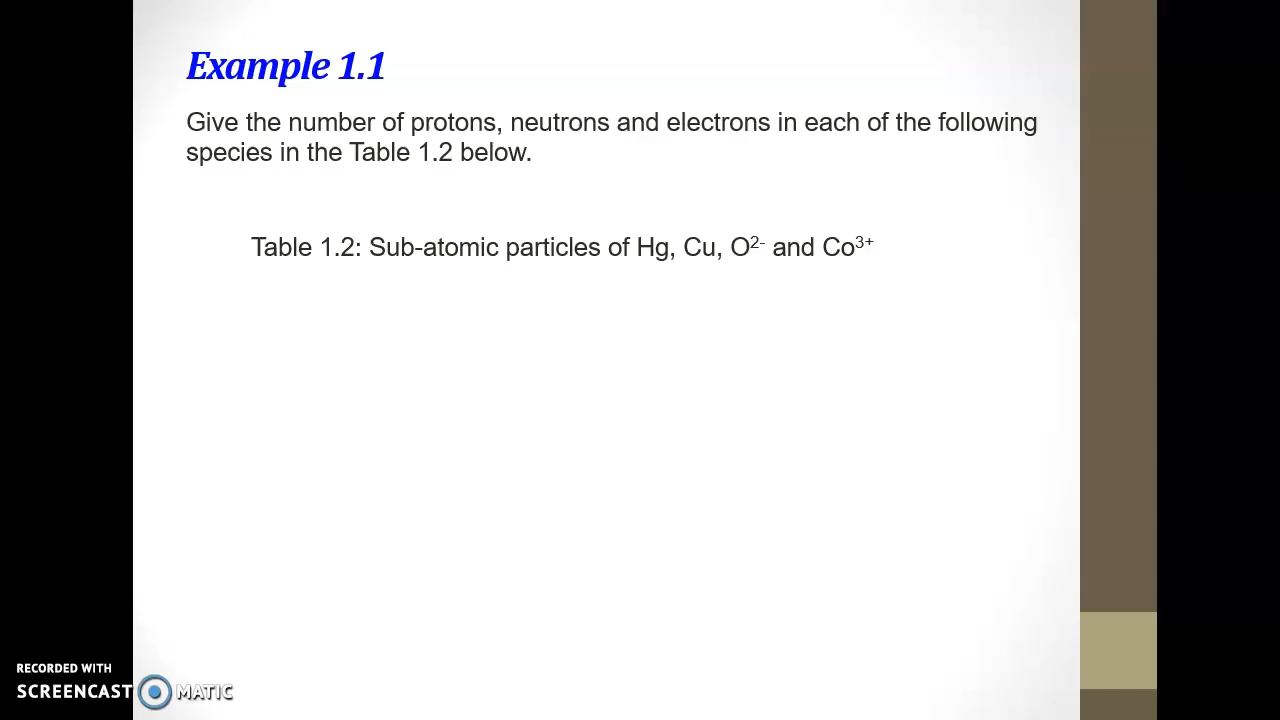 Example 1.1
Give the number of protons, neutrons and electrons in each of the following
species in the Table 1.2 below.
Table 1.2: Sub-atomic particles of Hg, Cu, O²⁻ and Co³⁺
RECORDED WITH
SCREENCAST MATIC